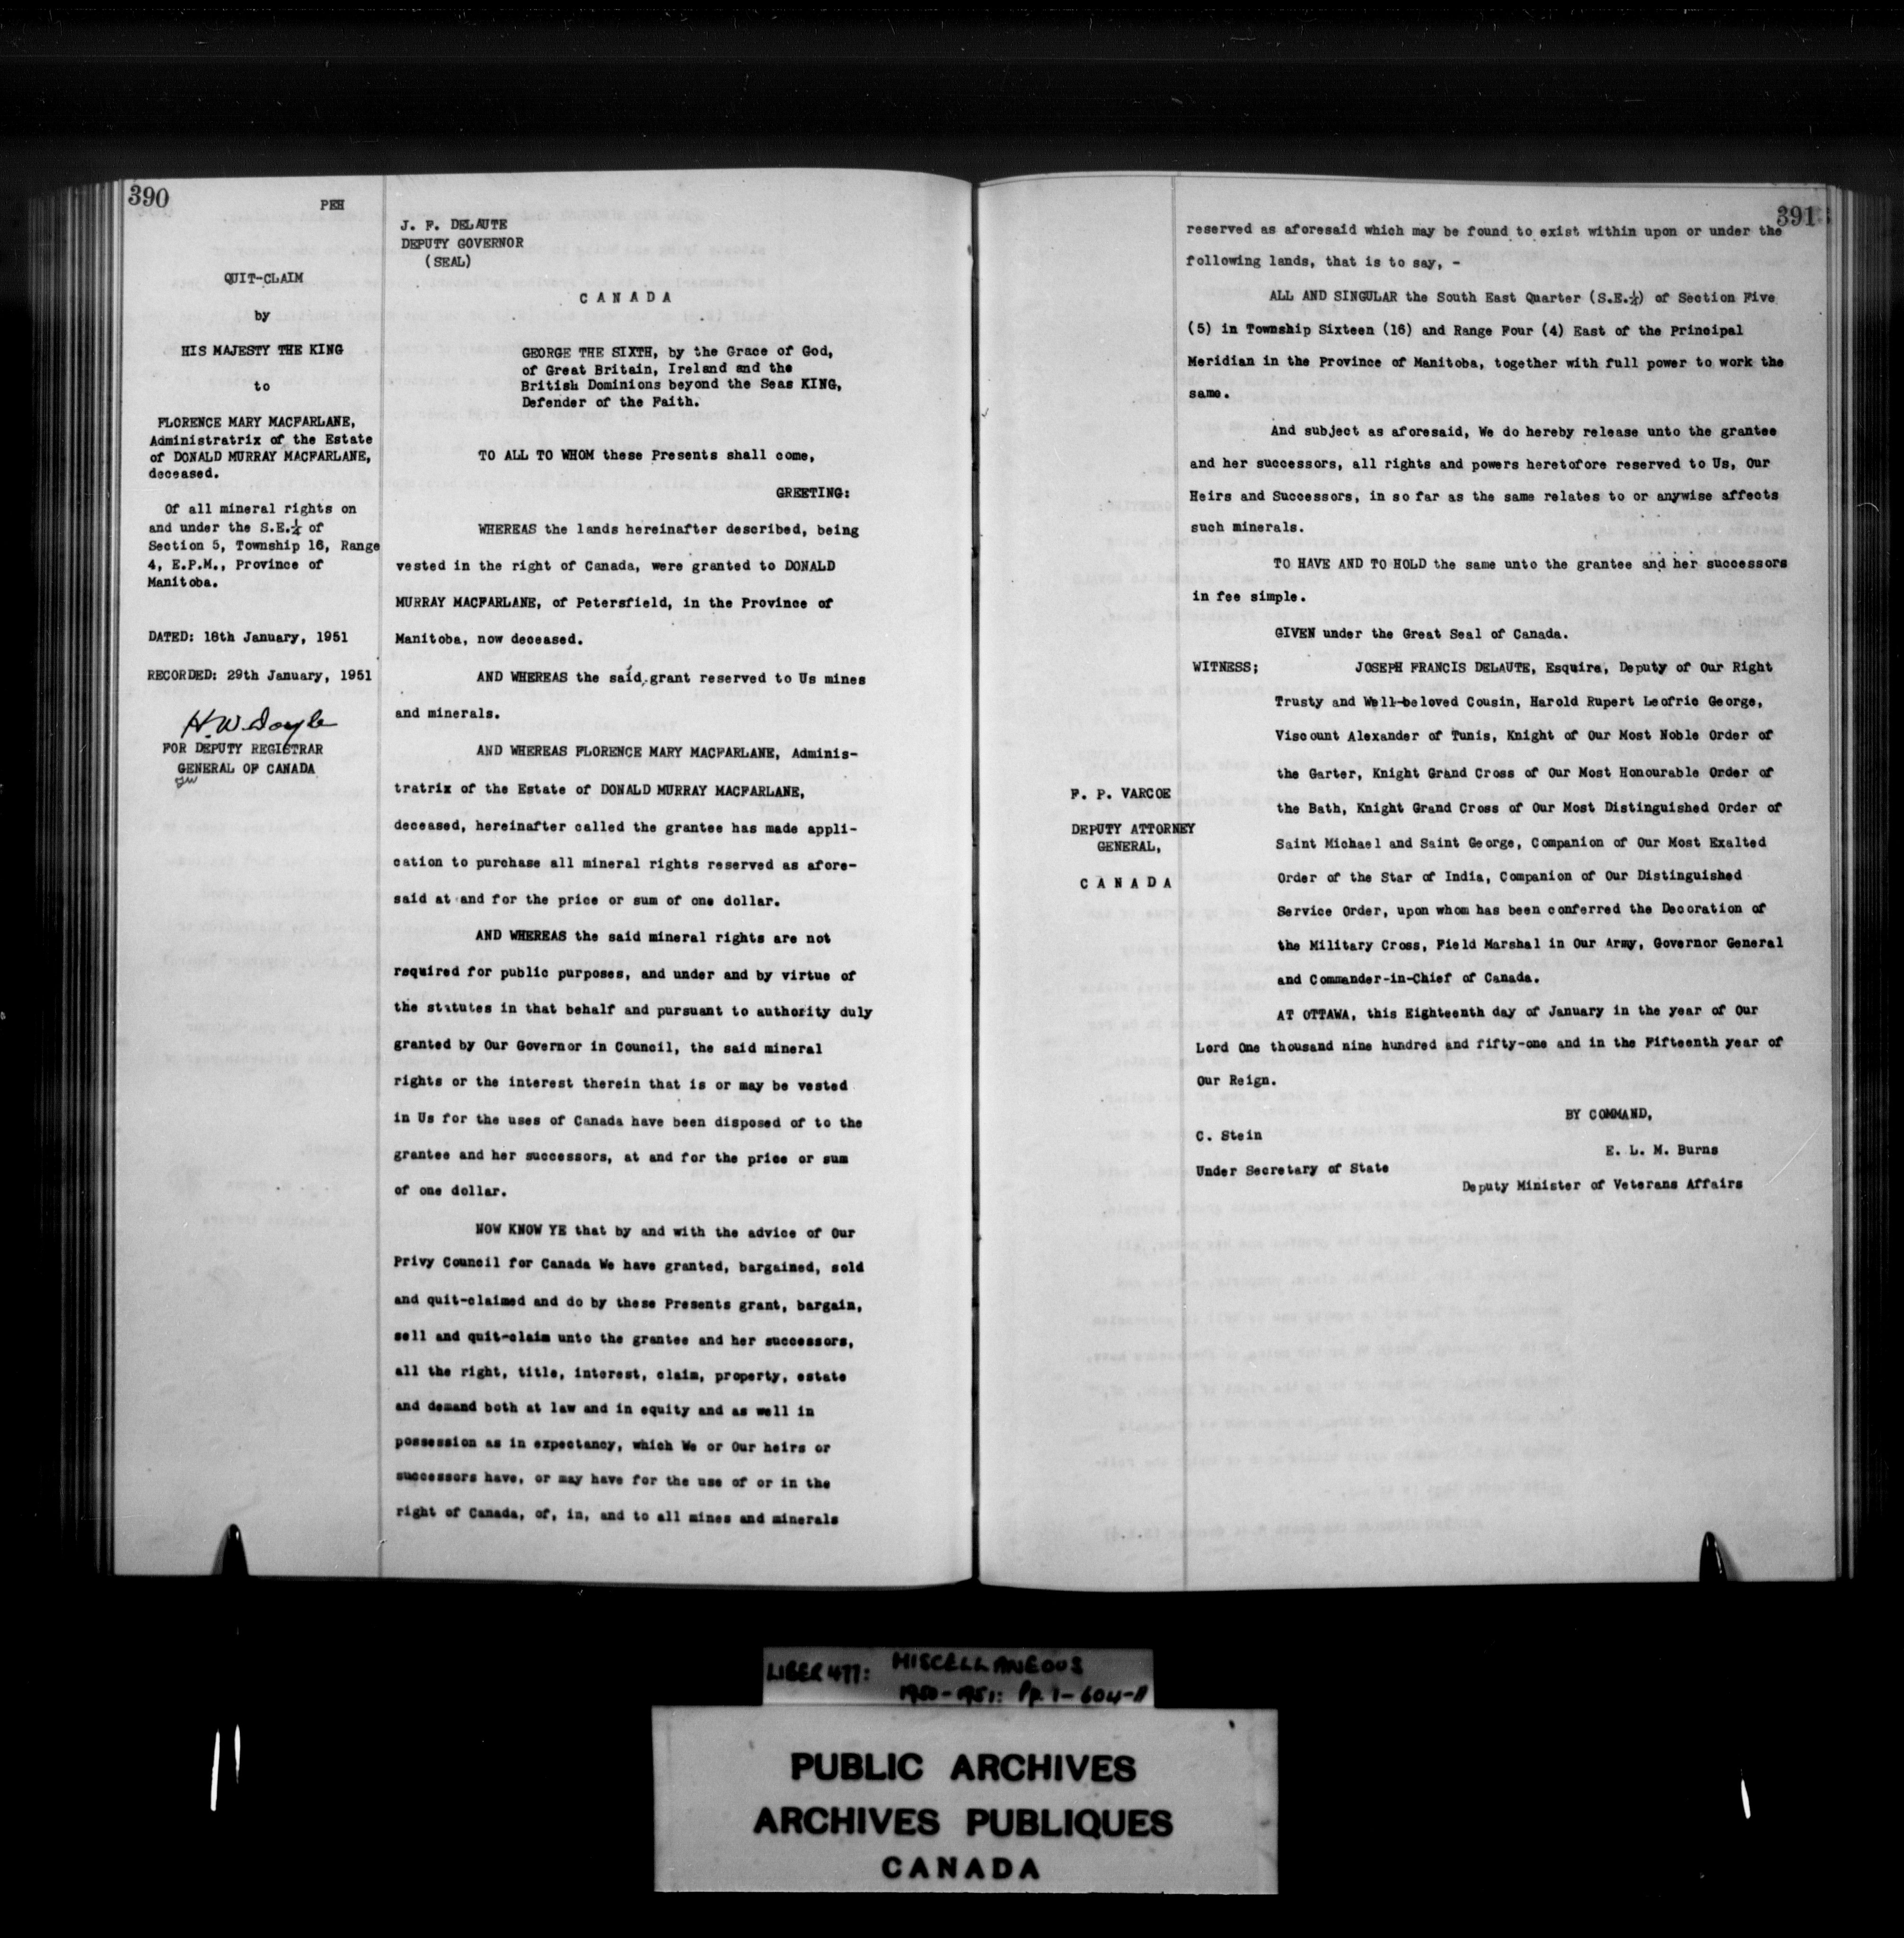 390
PEH
QUIT-CLAIM
by
HIS MAJESTY THE KING
to
FLORENCE MARY MACFARLANE,
Administratrix of the Estate
of DONALD MURRAY MACFARLANE,
deceased.
Of all mineral rights on
and under the S.E.¼ of
Section 5, Township 16, Range
4, E.P.M., Province of
Manitoba.
DATED: 18th January, 1951
RECORDED: 29th January, 1951
H.W. Doyle
FOR DEPUTY REGISTRAR
GENERAL OF CANADA
J. F. DELAUTE
DEPUTY GOVERNOR
(SEAL)
C A N A D A
GEORGE THE SIXTH, by the Grace of God,
of Great Britain, Ireland and the
British Dominions beyond the Seas KING,
Defender of the Faith.
TO ALL TO WHOM these Presents shall come,
GREETING:
WHEREAS the lands hereinafter described, being
vested in the right of Canada, were granted to DONALD
MURRAY MACFARLANE, of Petersfield, in the Province of
Manitoba, now deceased.
AND WHEREAS the said grant reserved to Us mines
and minerals.
AND WHEREAS FLORENCE MARY MACFARLANE, Adminis-
tratrix of the Estate of DONALD MURRAY MACFARLANE,
deceased, hereinafter called the grantee has made appli-
cation to purchase all mineral rights reserved as afore-
said at and for the price or sum of one dollar.
AND WHEREAS the said mineral rights are not
required for public purposes, and under and by virtue of
the statutes in that behalf and pursuant to authority duly
granted by Our Governor in Council, the said mineral
rights or the interest therein that is or may be vested
in Us for the uses of Canada have been disposed of to the
grantee and her successors, at and for the price or sum
of one dollar.
NOW KNOW YE that by and with the advice of Our
Privy Council for Canada We have granted, bargained, sold
and quit-claimed and do by these Presents grant, bargain,
sell and quit-claim unto the grantee and her successors,
all the right, title, interest, claim, property, estate
and demand both at law and in equity and as well in
possession as in expectancy, which We or Our heirs or
successors have, or may have for the use of or in the
right of Canada, of, in, and to all mines and minerals
391
reserved as aforesaid which may be found to exist within upon or under the
following lands, that is to say, -
ALL AND SINGULAR the South East Quarter (S.E.¼) of Section Five
(5) in Township Sixteen (16) and Range Four (4) East of the Principal
Meridian in the Province of Manitoba, together with full power to work the
same.
And subject as aforesaid, We do hereby release unto the grantee
and her successors, all rights and powers heretofore reserved to Us, Our
Heirs and Successors, in so far as the same relates to or anywise affects
such minerals.
TO HAVE AND TO HOLD the same unto the grantee and her successors
in fee simple.
GIVEN under the Great Seal of Canada.
WITNESS; JOSEPH FRANCIS DELAUTE, Esquire, Deputy of Our Right
Trusty and Well-beloved Cousin, Harold Rupert Leofric George,
Viscount Alexander of Tunis, Knight of Our Most Noble Order of
the Garter, Knight Grand Cross of Our Most Honourable Order of
the Bath, Knight Grand Cross of Our Most Distinguished Order of
Saint Michael and Saint George, Companion of Our Most Exalted
Order of the Star of India, Companion of Our Distinguished
Service Order, upon whom has been conferred the Decoration of
the Military Cross, Field Marshal in Our Army, Governor General
and Commander-in-Chief of Canada.
F. P. VARCOE
DEPUTY ATTORNEY
GENERAL,
C A N A D A
AT OTTAWA, this Eighteenth day of January in the year of Our
Lord One thousand nine hundred and fifty-one and in the Fifteenth year of
Our Reign.
BY COMMAND,
C. Stein
E. L. M. Burns
Under Secretary of State
Deputy Minister of Veterans Affairs
LIBER 477: MISCELLANEOUS
1950-1951: Pp. 1-604-A
PUBLIC ARCHIVES
ARCHIVES PUBLIQUES
CANADA